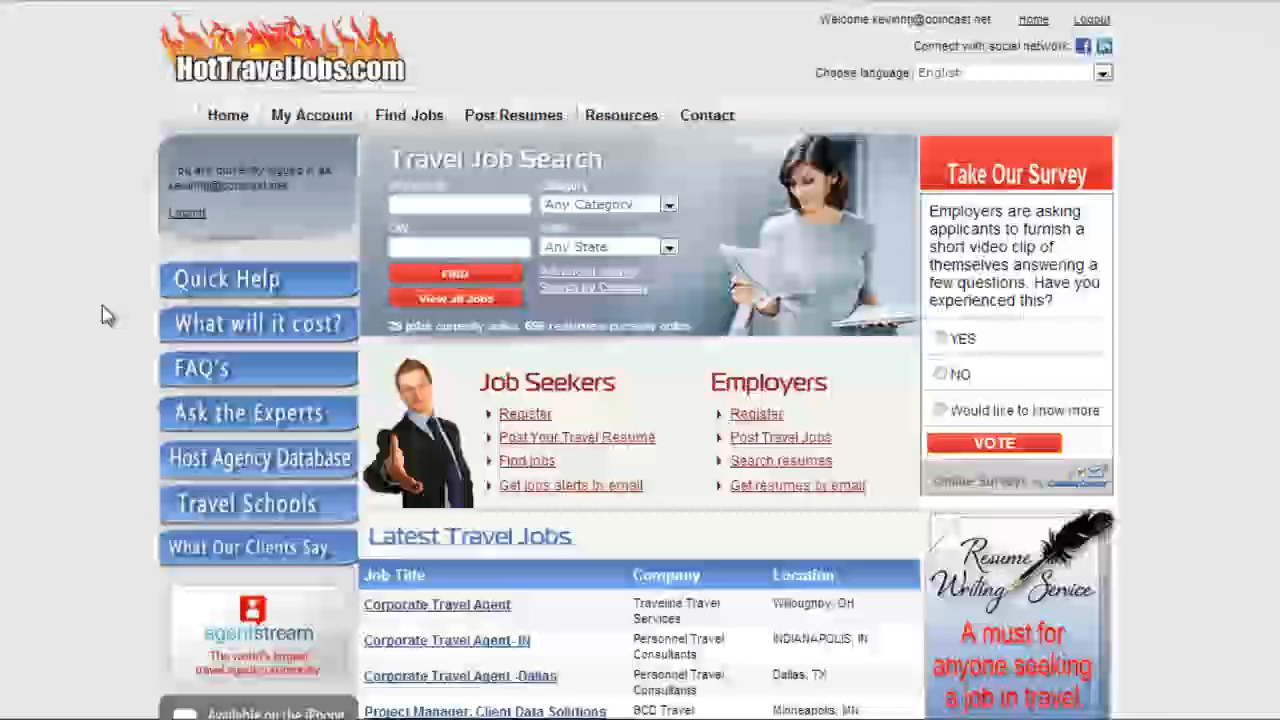 HotTravelJobs.com
Home
Logout
Connect with social network:
Choose language
English
Home
My Account
Find Jobs
Post Resumes
Resources
Contact
You are currently logged in as
Logout
Quick Help
What will it cost?
FAQ's
Ask the Experts
Host Agency Database
Travel Schools
What Our Clients Say
agentstream
The world's largest
travel agent community
Available on the iPhone
Travel Job Search
Category
Any Category
City
Any State
FIND
View all Jobs
Advanced search
Search by Company
Job Seekers
Register
Post Your Travel Resume
Find jobs
Get jobs alerts by email
Employers
Register
Post Travel Jobs
Search resumes
Get resumes by email
Latest Travel Jobs
Job Title
Company
Location
Corporate Travel Agent
Traveline Travel
Services
Willoughby, OH
Corporate Travel Agent- IN
Personnel Travel
Consultants
INDIANAPOLIS, IN
Corporate Travel Agent -Dallas
Personnel Travel
Consultants
Dallas, TX
Project Manager, Client Data Solutions
BCD Travel
Minneapolis, MN
Take Our Survey
Employers are asking
applicants to furnish a
short video clip of
themselves answering a
few questions. Have you
experienced this?
YES
NO
Would like to know more
VOTE
Online Surveys by
Resume
Writing Service
A must for
anyone seeking
a job in travel.